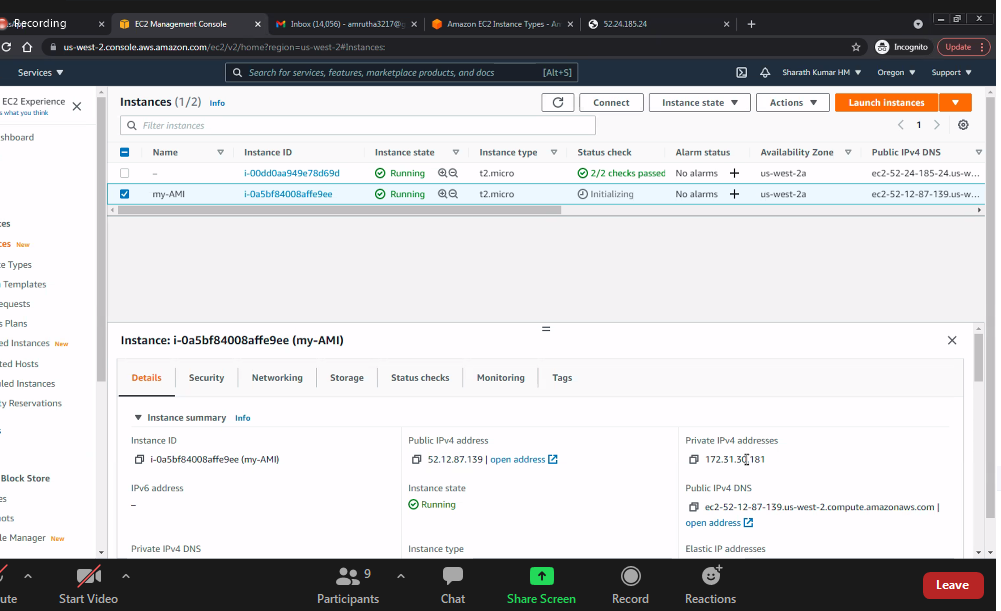 Recording
EC2 Management Console
Inbox (14,056) - amrutha3217@g
Amazon EC2 Instance Types - Am
52.24.185.24
us-west-2.console.aws.amazon.com/ec2/v2/home?region=us-west-2#Instances:
Incognito
Update
Services
Search for services, features, marketplace products, and docs
[Alt+S]
Sharath Kumar HM
Oregon
Support
EC2 Experience
s what you think
shboard
ces
ces New
e Types
Templates
equests
s Plans
ed Instances New
ted Hosts
uled Instances
ty Reservations
s
Block Store
es
ots
le Manager New
Instances (1/2) Info
Connect
Instance state
Actions
Launch instances
Filter instances
1
Name Instance ID Instance state Instance type Status check Alarm status Availability Zone Public IPv4 DNS
– i-00dd0aa949e78d69d Running t2.micro 2/2 checks passed No alarms + us-west-2a ec2-52-24-185-24.us-w...
my-AMI i-0a5bf84008affe9ee Running t2.micro Initializing No alarms + us-west-2a ec2-52-12-87-139.us-w...
Instance: i-0a5bf84008affe9ee (my-AMI)
Details Security Networking Storage Status checks Monitoring Tags
Instance summary Info
Instance ID
i-0a5bf84008affe9ee (my-AMI)
Public IPv4 address
52.12.87.139 | open address
Private IPv4 addresses
172.31.30.181
IPv6 address
–
Instance state
Running
Public IPv4 DNS
ec2-52-12-87-139.us-west-2.compute.amazonaws.com |
open address
Private IPv4 DNS
Instance type
Elastic IP addresses
ute
Start Video
9
Participants
Chat
Share Screen
Record
Reactions
Leave